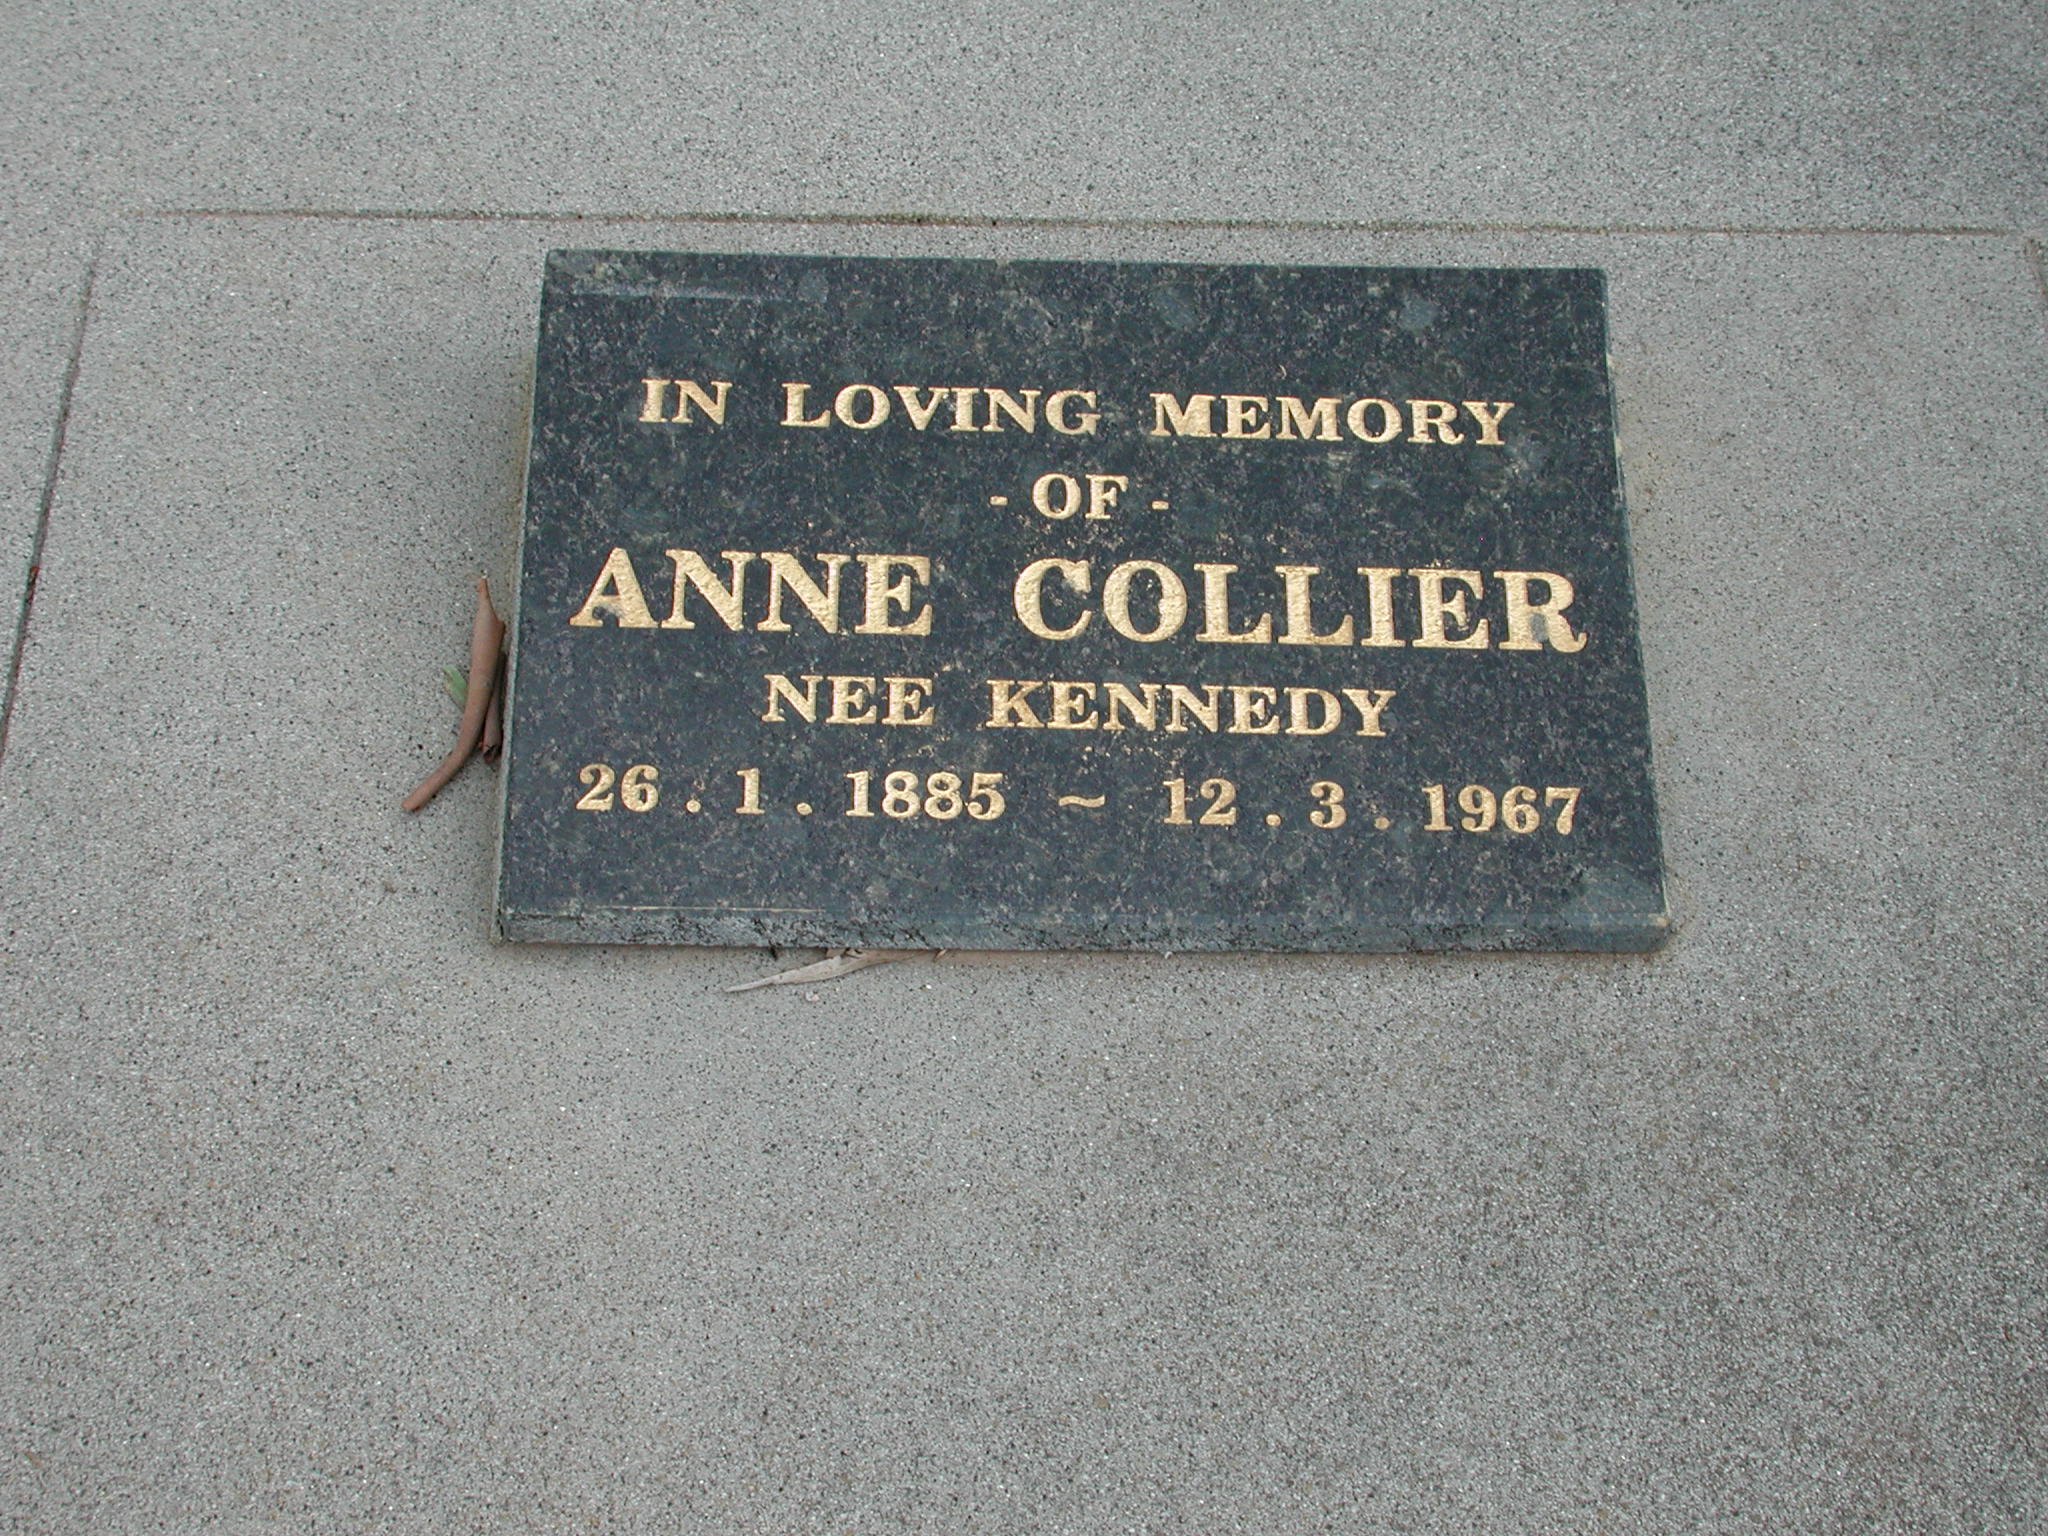 IN LOVING MEMORY
- OF -
ANNE COLLIER
NEE KENNEDY
26 . 1 . 1885 ~ 12 . 3 . 1967